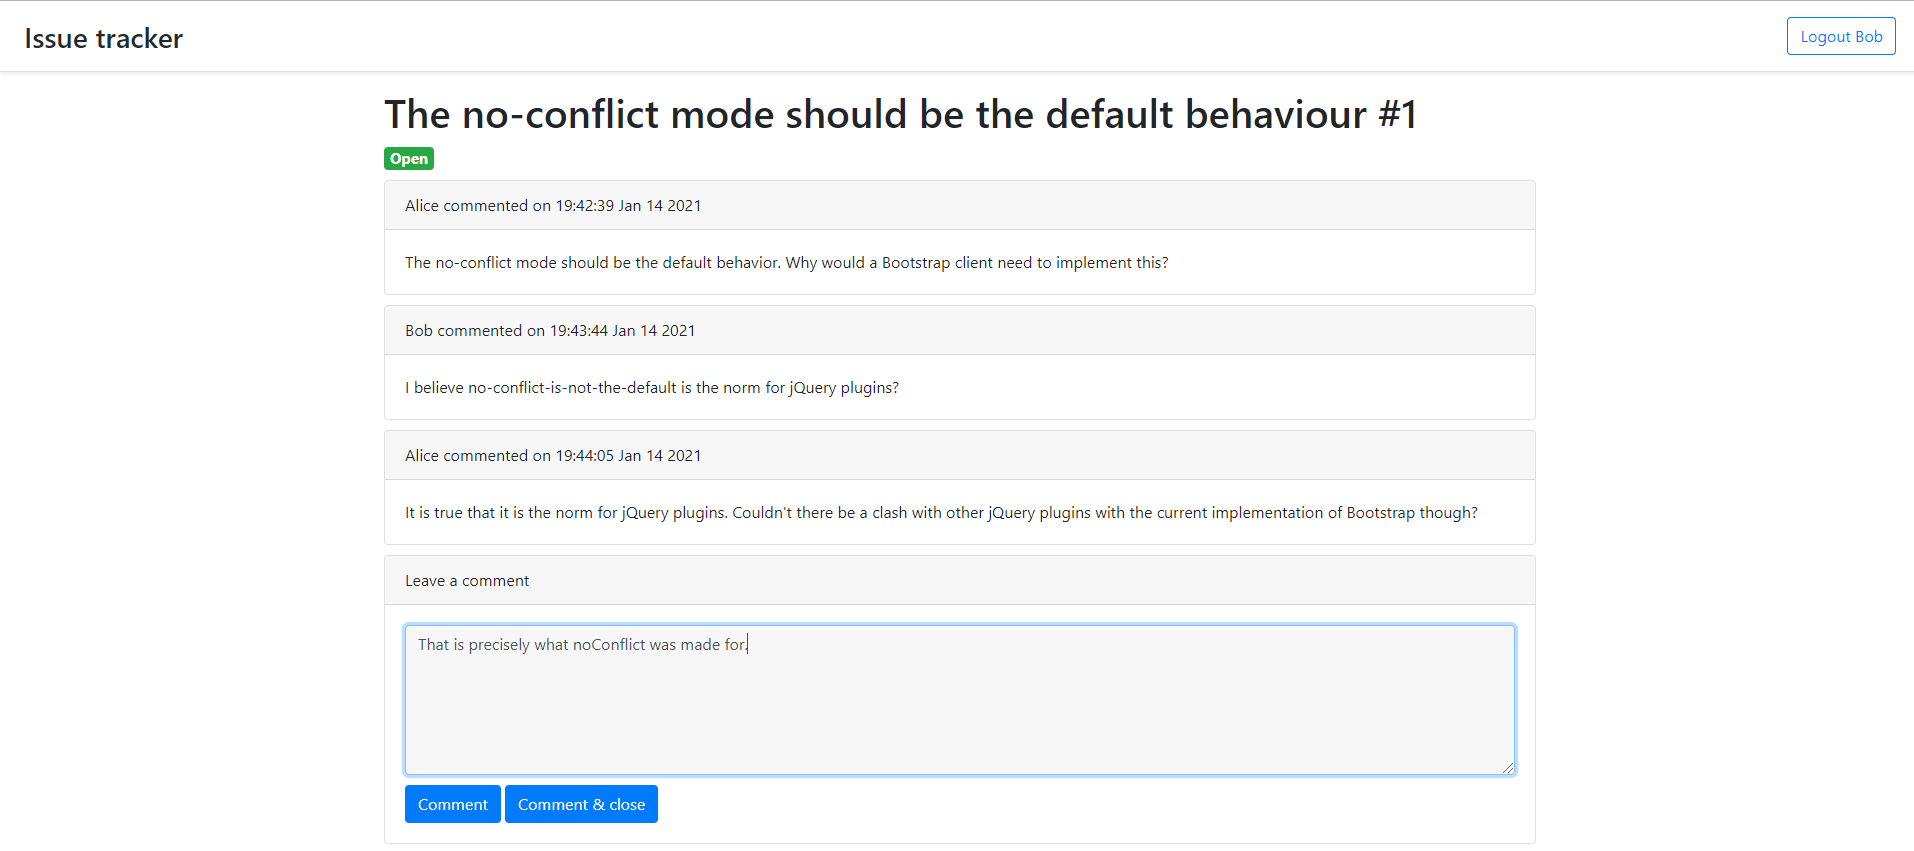 Issue tracker
Logout Bob
The no-conflict mode should be the default behaviour #1
Open
Alice commented on 19:42:39 Jan 14 2021
The no-conflict mode should be the default behavior. Why would a Bootstrap client need to implement this?
Bob commented on 19:43:44 Jan 14 2021
I believe no-conflict-is-not-the-default is the norm for jQuery plugins?
Alice commented on 19:44:05 Jan 14 2021
It is true that it is the norm for jQuery plugins. Couldn't there be a clash with other jQuery plugins with the current implementation of Bootstrap though?
Leave a comment
That is precisely what noConflict was made for.
Comment
Comment & close